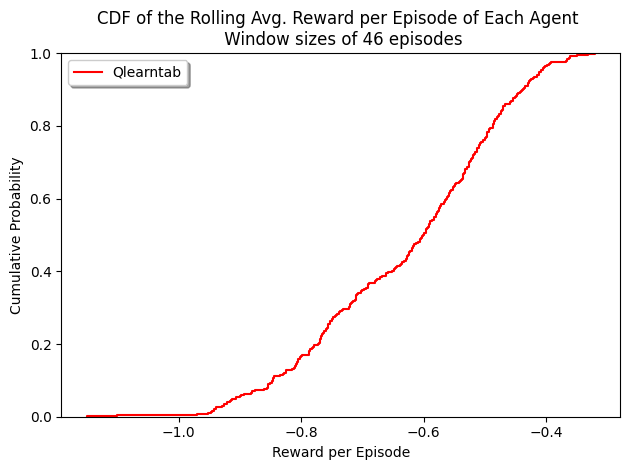 CDF of the Rolling Avg. Reward per Episode of Each Agent
Window sizes of 46 episodes
Qlearntab
Cumulative Probability
1.0
0.8
0.6
0.4
0.2
0.0
−1.0
−0.8
−0.6
−0.4
Reward per Episode